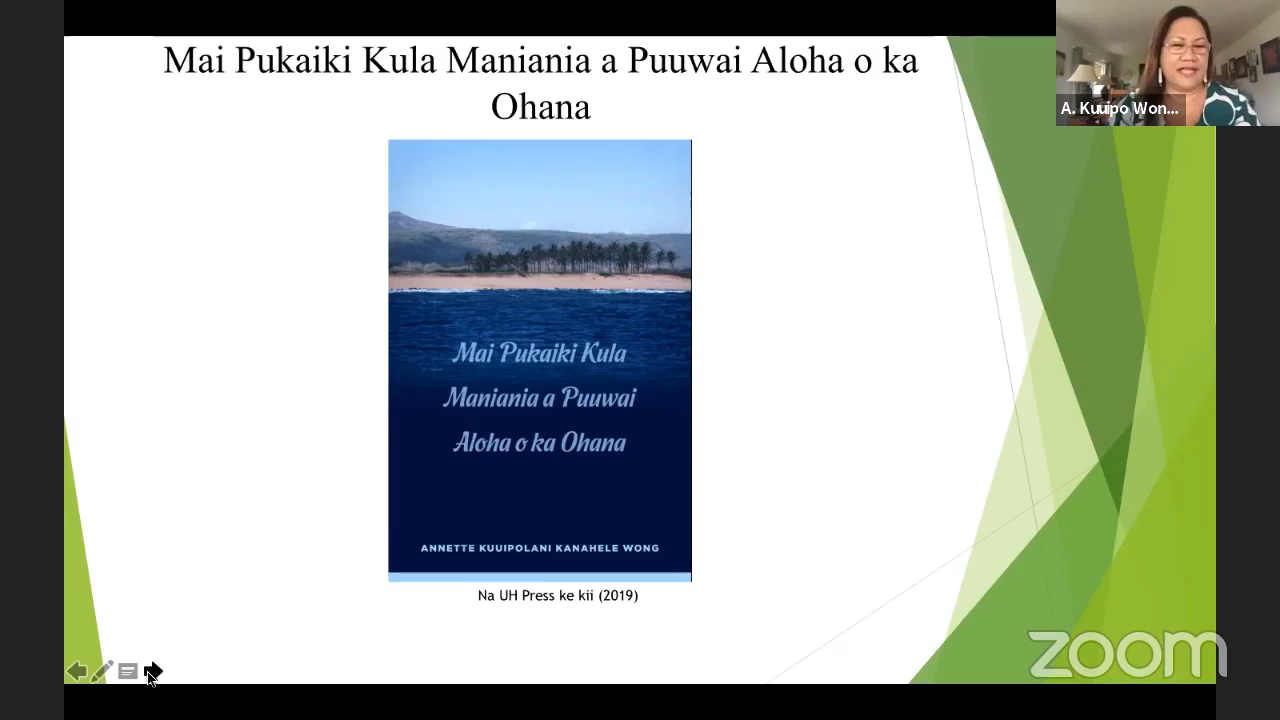 Mai Pukaiki Kula Maniania a Puuwai Aloha o ka
Ohana
A. Kuuipo Won...
Mai Pukaiki Kula
Maniania a Puuwai
Aloha o ka Ohana
ANNETTE KUUIPOLANI KANAHELE WONG
Na UH Press ke kii (2019)
zoom